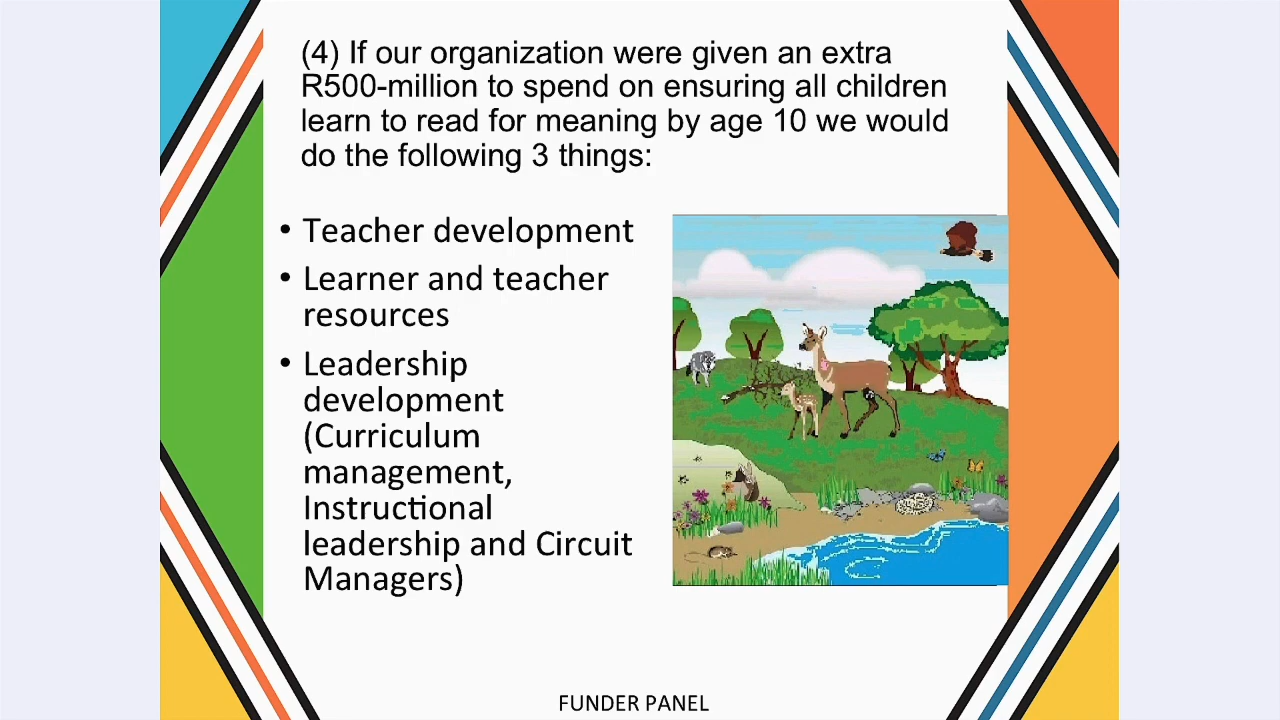 (4) If our organization were given an extra
R500-million to spend on ensuring all children
learn to read for meaning by age 10 we would
do the following 3 things:
• Teacher development
• Learner and teacher
resources
• Leadership
development
(Curriculum
management,
Instructional
leadership and Circuit
Managers)
FUNDER PANEL